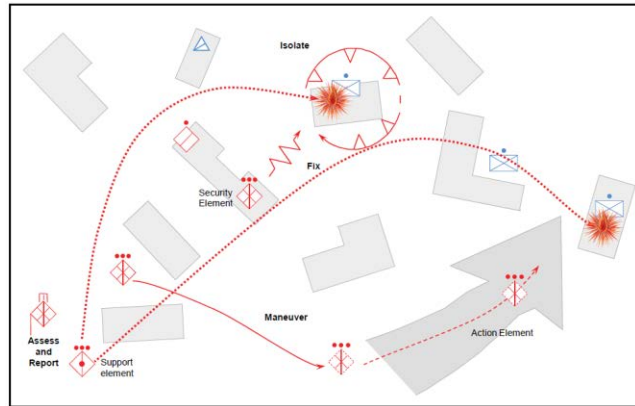 Isolate
Security
Element
Fix
Maneuver
Action Element
Assess
and
Report
Support
element